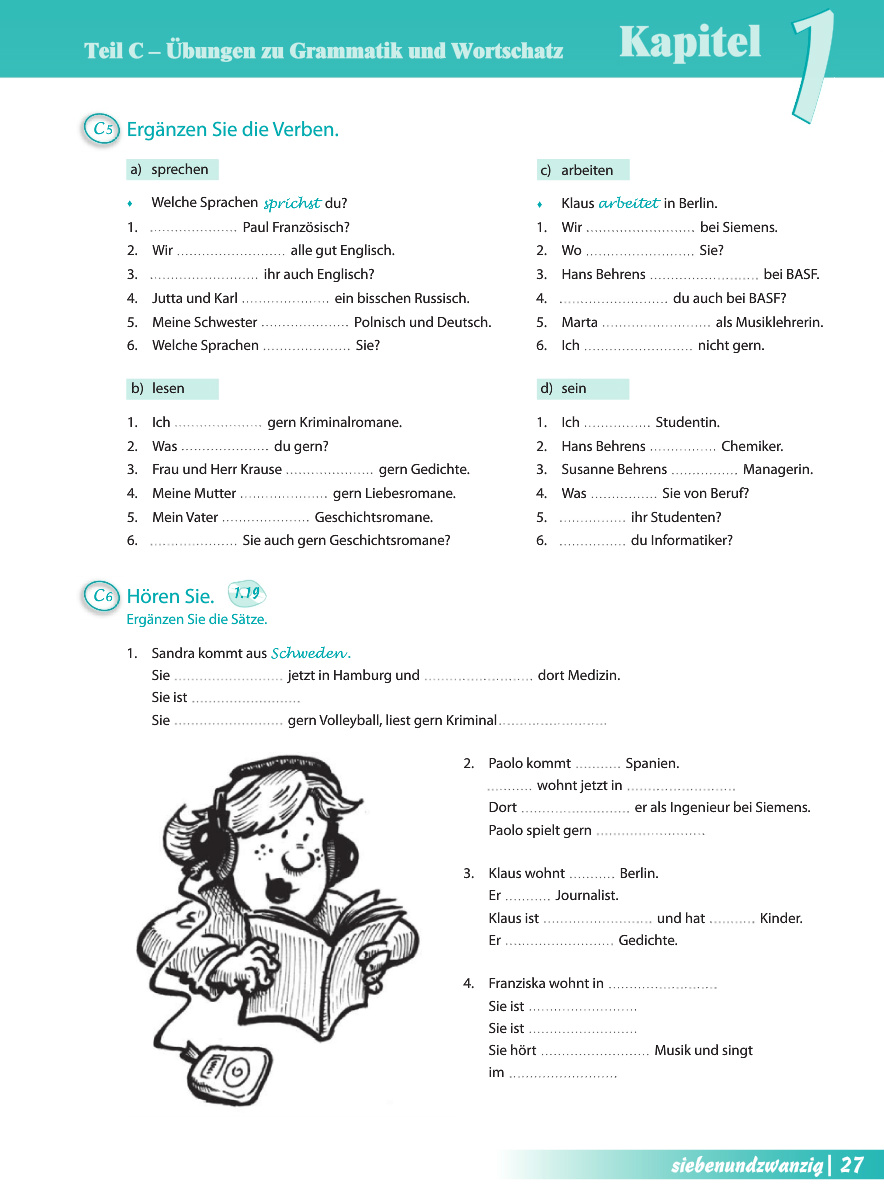 Teil C – Übungen zu Grammatik und Wortschatz
Kapitel 1
C5 Ergänzen Sie die Verben.
a) sprechen
♦ Welche Sprachen sprichst du?
1. ..................... Paul Französisch?
2. Wir .......................... alle gut Englisch.
3. .......................... ihr auch Englisch?
4. Jutta und Karl ..................... ein bisschen Russisch.
5. Meine Schwester ..................... Polnisch und Deutsch.
6. Welche Sprachen ..................... Sie?
b) lesen
1. Ich ..................... gern Kriminalromane.
2. Was ..................... du gern?
3. Frau und Herr Krause ..................... gern Gedichte.
4. Meine Mutter ..................... gern Liebesromane.
5. Mein Vater ..................... Geschichtsromane.
6. ..................... Sie auch gern Geschichtsromane?
c) arbeiten
♦ Klaus arbeitet in Berlin.
1. Wir .......................... bei Siemens.
2. Wo .......................... Sie?
3. Hans Behrens .......................... bei BASF.
4. .......................... du auch bei BASF?
5. Marta .......................... als Musiklehrerin.
6. Ich .......................... nicht gern.
d) sein
1. Ich ................ Studentin.
2. Hans Behrens ................ Chemiker.
3. Susanne Behrens ................ Managerin.
4. Was ................ Sie von Beruf?
5. ................ ihr Studenten?
6. ................ du Informatiker?
C6 Hören Sie. 1.19
Ergänzen Sie die Sätze.
1. Sandra kommt aus Schweden.
Sie .......................... jetzt in Hamburg und .......................... dort Medizin.
Sie ist ..........................
Sie .......................... gern Volleyball, liest gern Kriminal..........................
2. Paolo kommt ........... Spanien.
........... wohnt jetzt in ..........................
Dort .......................... er als Ingenieur bei Siemens.
Paolo spielt gern ..........................
3. Klaus wohnt ........... Berlin.
Er ........... Journalist.
Klaus ist .......................... und hat ........... Kinder.
Er .......................... Gedichte.
4. Franziska wohnt in ..........................
Sie ist ..........................
Sie ist ..........................
Sie hört .......................... Musik und singt
im ..........................
siebenundzwanzig | 27